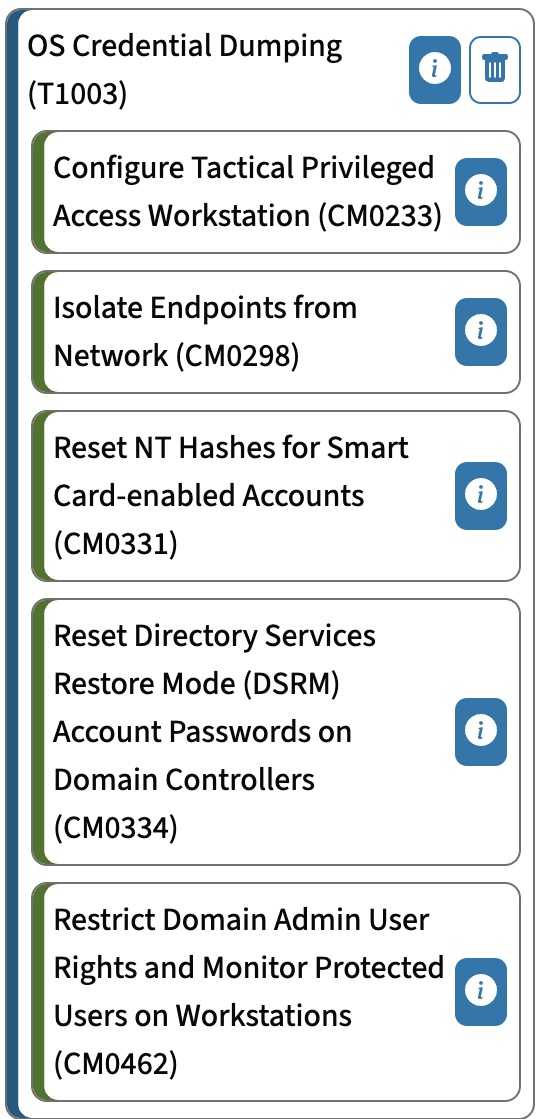 OS Credential Dumping
(T1003)
Configure Tactical Privileged
Access Workstation (CM0233)
Isolate Endpoints from
Network (CM0298)
Reset NT Hashes for Smart
Card-enabled Accounts
(CM0331)
Reset Directory Services
Restore Mode (DSRM)
Account Passwords on
Domain Controllers
(CM0334)
Restrict Domain Admin User
Rights and Monitor Protected
Users on Workstations
(CM0462)